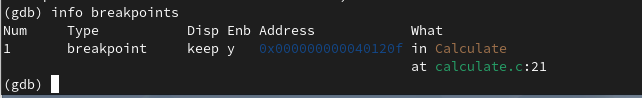 (gdb) info breakpoints
Num     Type           Disp Enb Address            What
1       breakpoint     keep y   0x000000000040120f in Calculate
                                                   at calculate.c:21
(gdb)